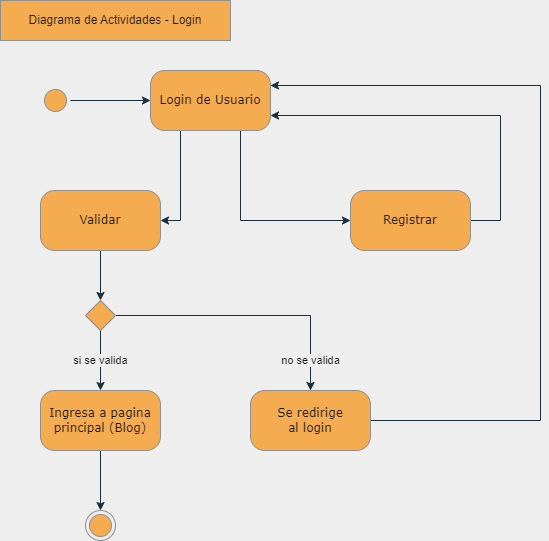 Diagrama de Actividades - Login
Login de Usuario
Validar
Registrar
si se valida
no se valida
Ingresa a pagina
principal (Blog)
Se redirige
al login